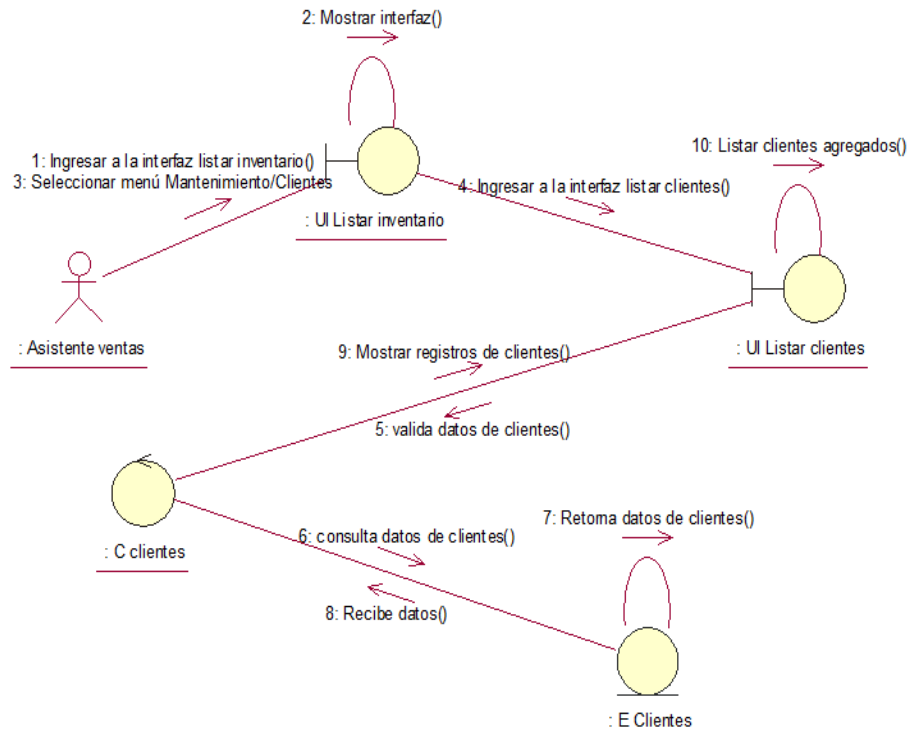 2: Mostrar interfaz()
10: Listar clientes agregados()
1: Ingresar a la interfaz listar inventario()
3: Seleccionar menú Mantenimiento/Clientes
4: Ingresar a la interfaz listar clientes()
: UI Listar inventario
: Asistente ventas
: UI Listar clientes
9: Mostrar registros de clientes()
5: valida datos de clientes()
: C clientes
6: consulta datos de clientes()
7: Retorna datos de clientes()
8: Recibe datos()
: E Clientes